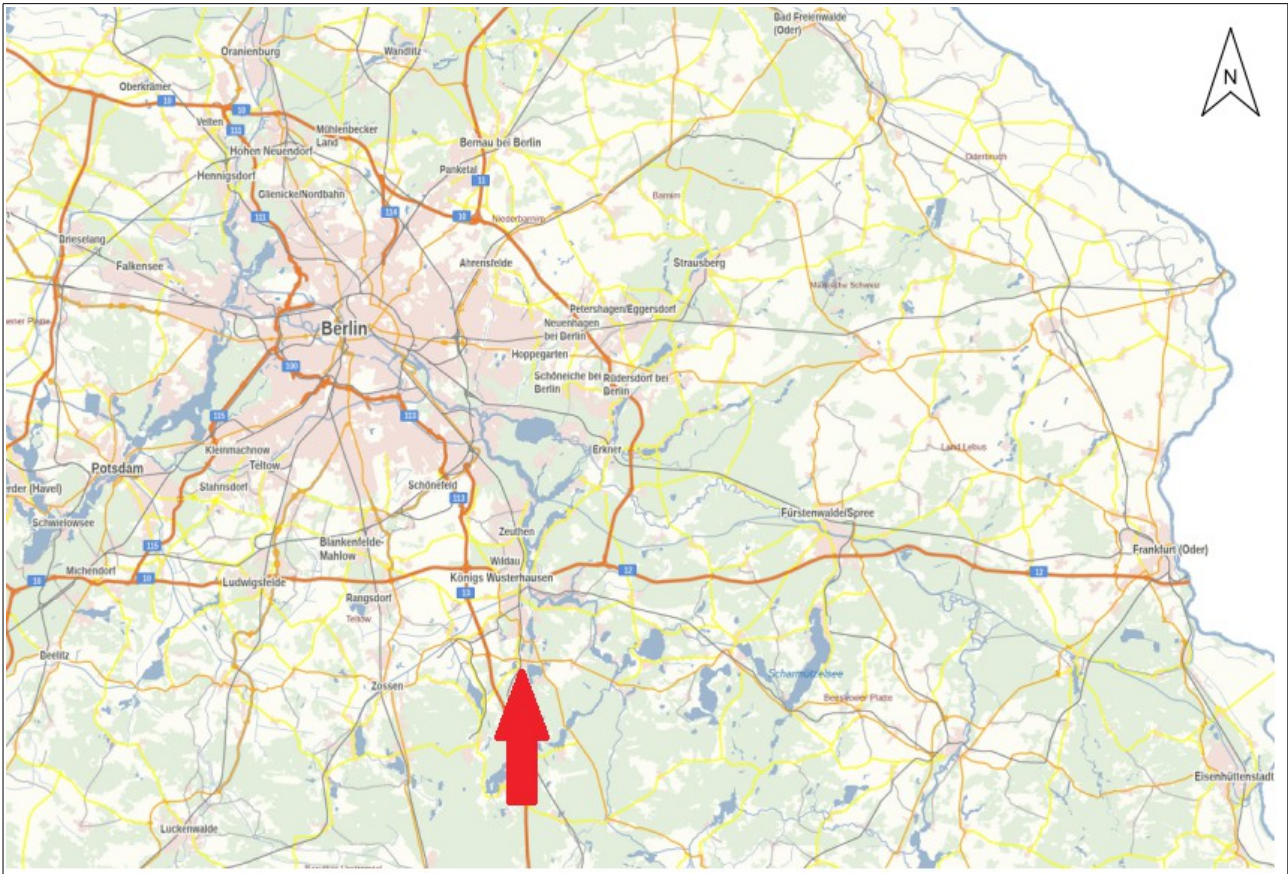 Bad Freienwalde
(Oder)
N
Oranienburg
Wandlitz
Oberkrämer
10
10
Velten
111
Mühlenbecker
Land
Hohen Neuendorf
Bernau bei Berlin
Oderbruch
Hennigsdorf
Panketal
11
Glienicke/Nordbahn
Barnim
111
114
10
Niederbarnim
Brieselang
Falkensee
Ahrensfelde
Strausberg
Märkische Schweiz
Petershagen/Eggersdorf
Neuenhagen
bei Berlin
Berlin
Hoppegarten
100
Schöneiche bei
Berlin
Rüdersdorf bei
Berlin
115
113
Kleinmachnow
Erkner
Land Lebus
Potsdam
Teltow
Stahnsdorf
Schönefeld
erder (Havel)
113
Fürstenwalde/Spree
Schwielowsee
Zeuthen
115
Blankenfelde-
Mahlow
Frankfurt (Oder)
Wildau
Michendorf
10
10
Ludwigsfelde
Königs Wusterhausen
12
12
13
Rangsdorf
Teltow
Beelitz
Scharmützelsee
Zossen
Beeskower Platte
Eisenhüttenstadt
Luckenwalde